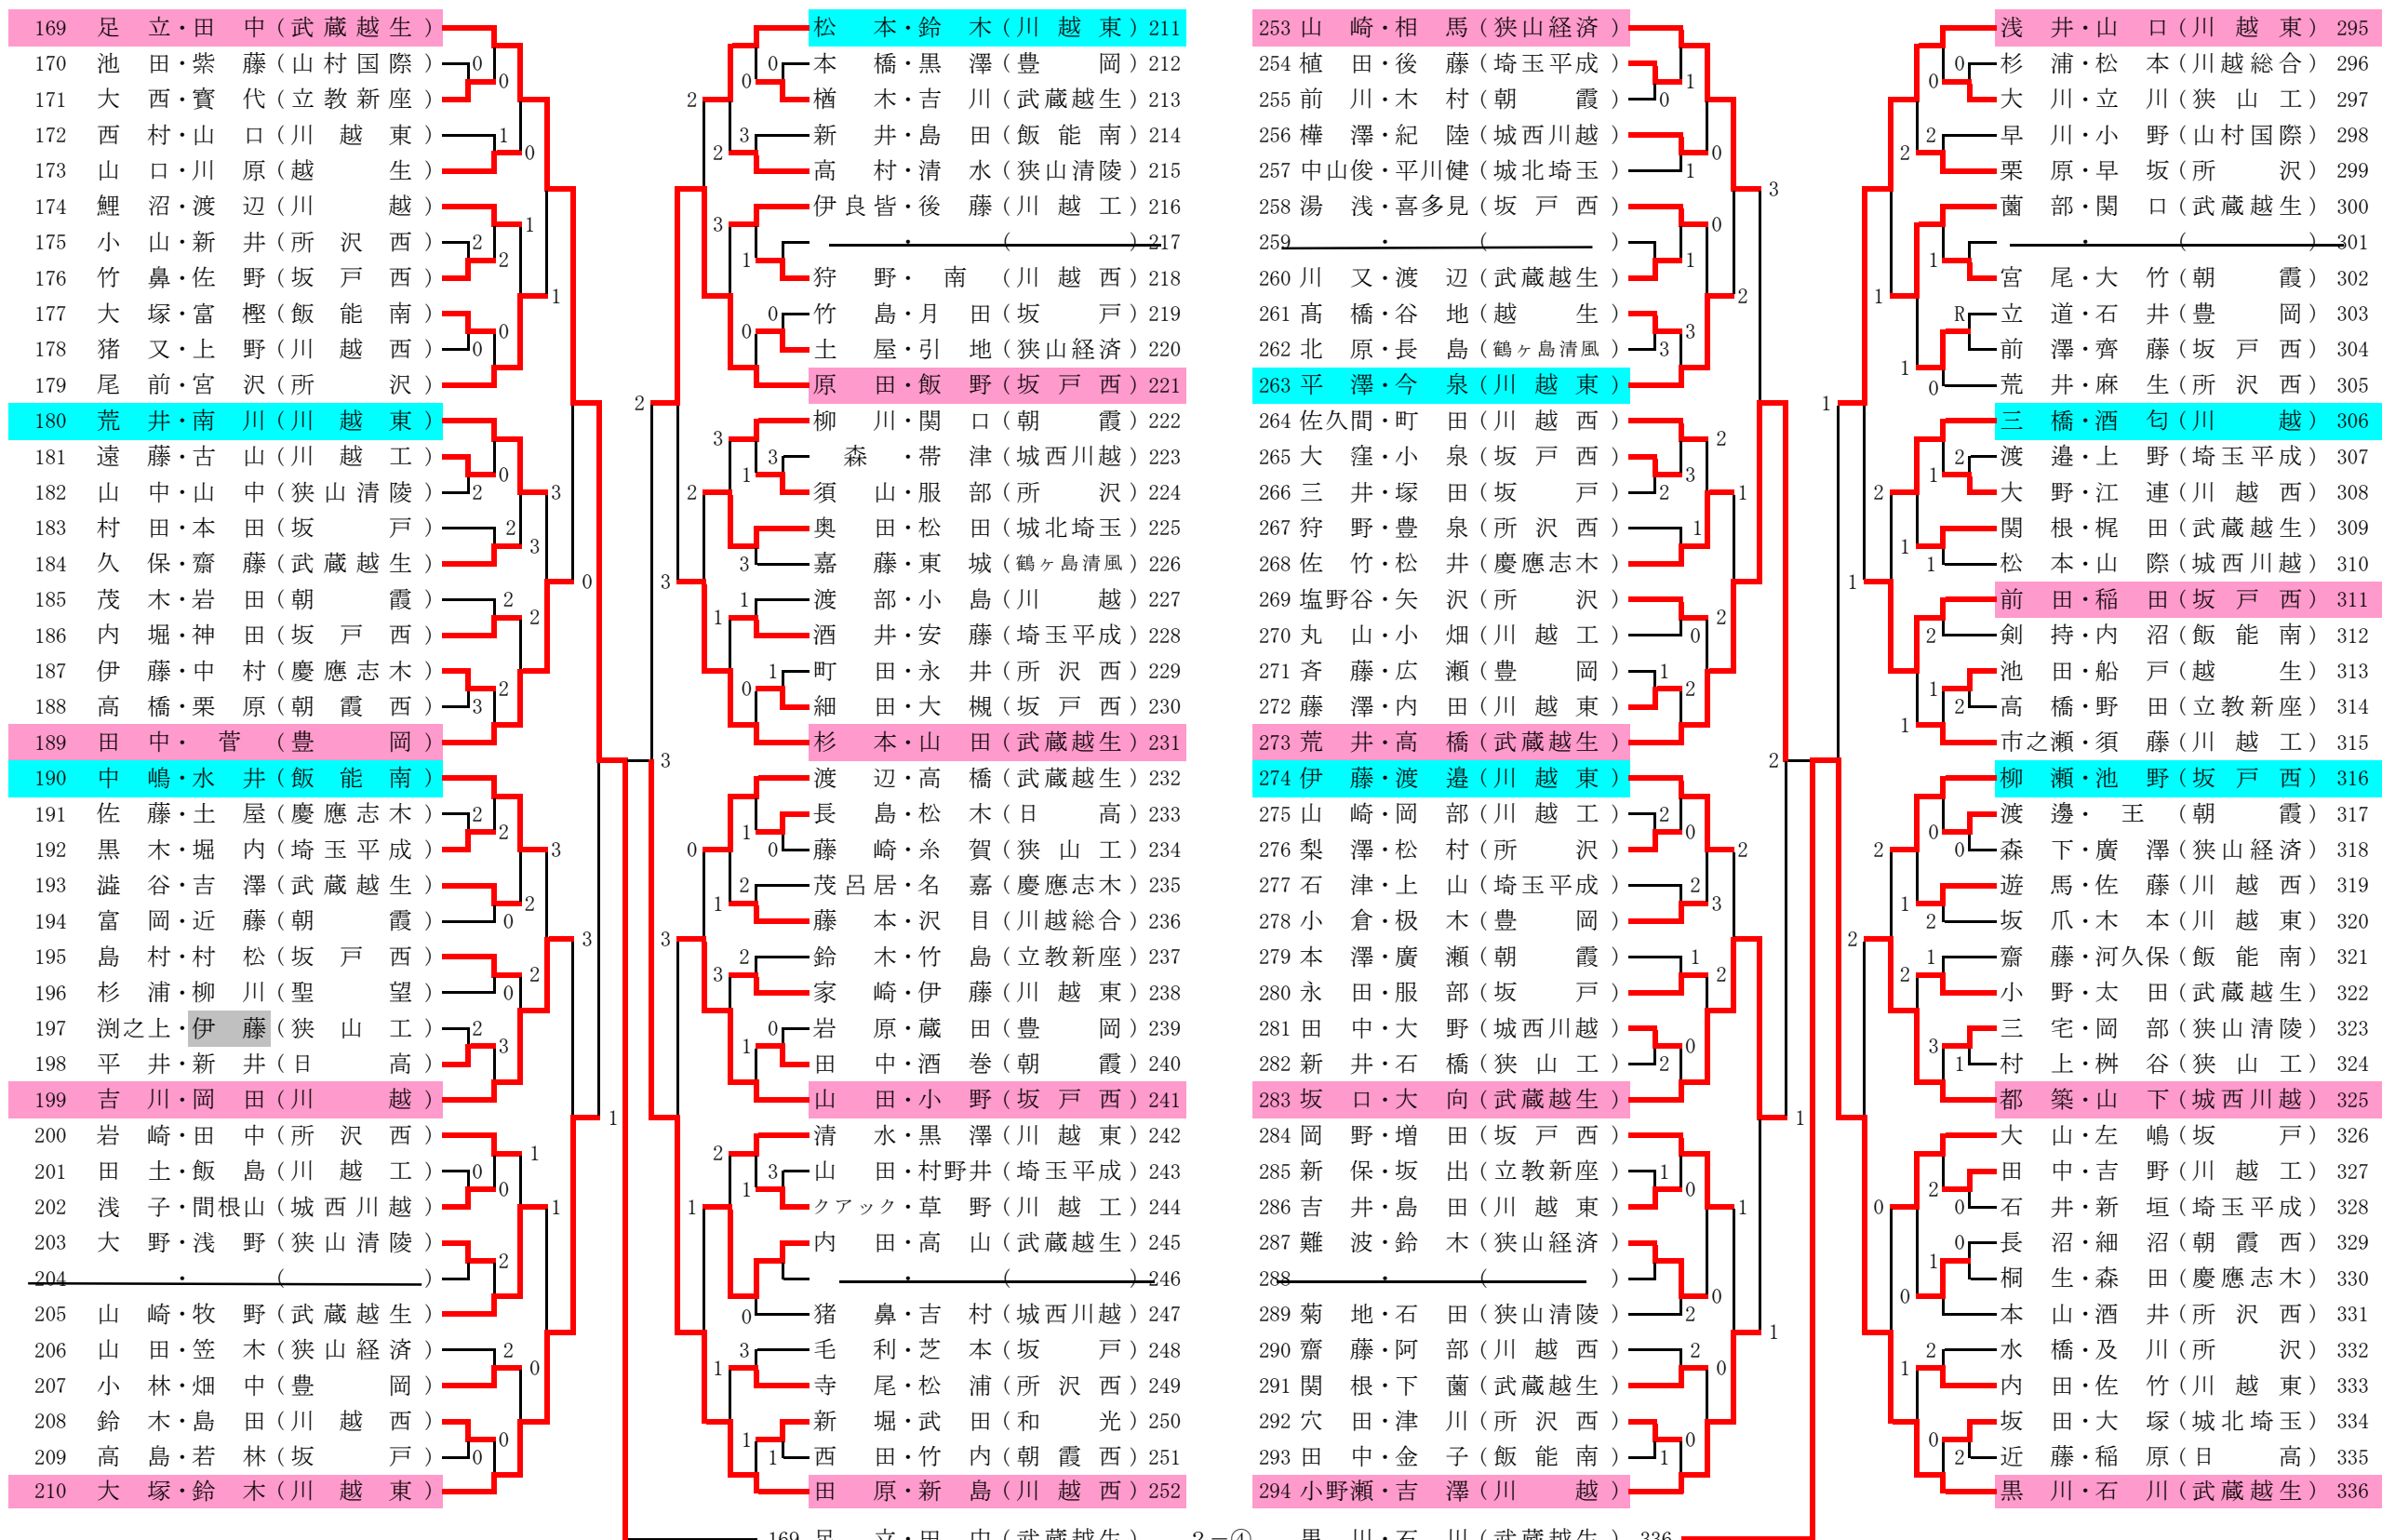 169 足立・田中(武蔵越生)
170 池田・柴藤(山村国際)
171 大西・寳代(立教新座)
172 西村・山口(川越東)
173 山口・川原(越生)
174 鯉沼・渡辺(川越)
175 小山・新井(所沢西)
176 竹鼻・佐野(坂戸西)
177 大塚・富樫(飯能南)
178 猪又・上野(川越西)
179 尾前・宮沢(所沢)
180 荒井・南川(川越東)
181 遠藤・古山(川越工)
182 山中・山中(狭山清陵)
183 村田・本田(坂戸)
184 久保・齋藤(武蔵越生)
185 茂木・岩田(朝霞)
186 内堀・神田(坂戸西)
187 伊藤・中村(慶應志木)
188 高橋・栗原(朝霞西)
189 田中・菅(豊岡)
190 中嶋・水井(飯能南)
191 佐藤・土屋(慶應志木)
192 黒木・堀内(埼玉平成)
193 澁谷・吉澤(武蔵越生)
194 富岡・近藤(朝霞)
195 島村・村松(坂戸西)
196 杉浦・柳川(聖望)
197 渕之上・伊藤(狭山工)
198 平井・新井(日高)
199 吉川・岡田(川越)
200 岩崎・田中(所沢西)
201 田土・飯島(川越工)
202 浅子・間根山(城西川越)
203 大野・浅野(狭山清陵)
204 ・( )
205 山崎・牧野(武蔵越生)
206 山田・笠木(狭山経済)
207 小林・畑中(豊岡)
208 鈴木・島田(川越西)
209 高島・若林(坂戸)
210 大塚・鈴木(川越東)
松本・鈴木(川越東)211
本橋・黒澤(豊岡)212
楢木・吉川(武蔵越生)213
新井・島田(飯能南)214
高村・清水(狭山清陵)215
伊良皆・後藤(川越工)216
・( )217
狩野・南(川越西)218
竹島・月田(坂戸)219
土屋・引地(狭山経済)220
原田・飯野(坂戸西)221
柳川・関口(朝霞)222
森・帯津(城西川越)223
須山・服部(所沢)224
奥田・松田(城北埼玉)225
嘉藤・東城(鶴ヶ島清風)226
渡部・小島(川越)227
酒井・安藤(埼玉平成)228
町田・永井(所沢西)229
細田・大槻(坂戸西)230
杉本・山田(武蔵越生)231
渡辺・高橋(武蔵越生)232
長島・松木(日高)233
藤崎・糸賀(狭山工)234
茂呂居・名嘉(慶應志木)235
藤本・沢目(川越総合)236
鈴木・竹島(立教新座)237
家崎・伊藤(川越東)238
岩原・蔵田(豊岡)239
田中・酒巻(朝霞)240
山田・小野(坂戸西)241
清水・黒澤(川越東)242
山田・村野井(埼玉平成)243
クアック・草野(川越工)244
内田・高山(武蔵越生)245
・( )246
猪鼻・吉村(城西川越)247
毛利・芝本(坂戸)248
寺尾・松浦(所沢西)249
新堀・武田(和光)250
西田・竹内(朝霞西)251
田原・新島(川越西)252
253 山崎・相馬(狭山経済)
254 植田・後藤(埼玉平成)
255 前川・木村(朝霞)
256 樺澤・紀陸(城西川越)
257 中山俊・平川健(城北埼玉)
258 湯浅・喜多見(坂戸西)
259 ・( )
260 川又・渡辺(武蔵越生)
261 髙橋・谷地(越生)
262 北原・長島(鶴ヶ島清風)
263 平澤・今泉(川越東)
264 佐久間・町田(川越西)
265 大窪・小泉(坂戸西)
266 三井・塚田(坂戸)
267 狩野・豊泉(所沢西)
268 佐竹・松井(慶應志木)
269 塩野谷・矢沢(所沢)
270 丸山・小畑(川越工)
271 斉藤・広瀬(豊岡)
272 藤澤・内田(川越東)
273 荒井・高橋(武蔵越生)
274 伊藤・渡邉(川越東)
275 山崎・岡部(川越工)
276 梨澤・松村(所沢)
277 石津・上山(埼玉平成)
278 小倉・极木(豊岡)
279 本澤・廣瀬(朝霞)
280 永田・服部(坂戸)
281 田中・大野(城西川越)
282 新井・石橋(狭山工)
283 坂口・大向(武蔵越生)
284 岡野・増田(坂戸西)
285 新保・坂出(立教新座)
286 吉井・島田(川越東)
287 難波・鈴木(狭山経済)
288 ・( )
289 菊地・石田(狭山清陵)
290 齋藤・阿部(川越西)
291 関根・下薗(武蔵越生)
292 穴田・津川(所沢西)
293 田中・金子(飯能南)
294 小野瀬・吉澤(川越)
浅井・山口(川越東)295
杉浦・松本(川越総合)296
大川・立川(狭山工)297
早川・小野(山村国際)298
栗原・早坂(所沢)299
薗部・関口(武蔵越生)300
・( )301
宮尾・大竹(朝霞)302
立道・石井(豊岡)303
前澤・齊藤(坂戸西)304
荒井・麻生(所沢西)305
三橋・酒匂(川越)306
渡邉・上野(埼玉平成)307
大野・江連(川越西)308
関根・梶田(武蔵越生)309
松本・山際(城西川越)310
前田・稲田(坂戸西)311
剣持・内沼(飯能南)312
池田・船戸(越生)313
高橋・野田(立教新座)314
市之瀬・須藤(川越工)315
柳瀬・池野(坂戸西)316
渡邊・王(朝霞)317
森下・廣澤(狭山経済)318
遊馬・佐藤(川越西)319
坂爪・木本(川越東)320
齋藤・河久保(飯能南)321
小野・太田(武蔵越生)322
三宅・岡部(狭山清陵)323
村上・桝谷(狭山工)324
都築・山下(城西川越)325
大山・左嶋(坂戸)326
田中・吉野(川越工)327
石井・新垣(埼玉平成)328
長沼・細沼(朝霞西)329
桐生・森田(慶應志木)330
本山・酒井(所沢西)331
水橋・及川(所沢)332
内田・佐竹(川越東)333
坂田・大塚(城北埼玉)334
近藤・稲原(日高)335
黒川・石川(武蔵越生)336
169 足立・田中(武蔵越生) 2－④ 黒川・石川(武蔵越生) 336